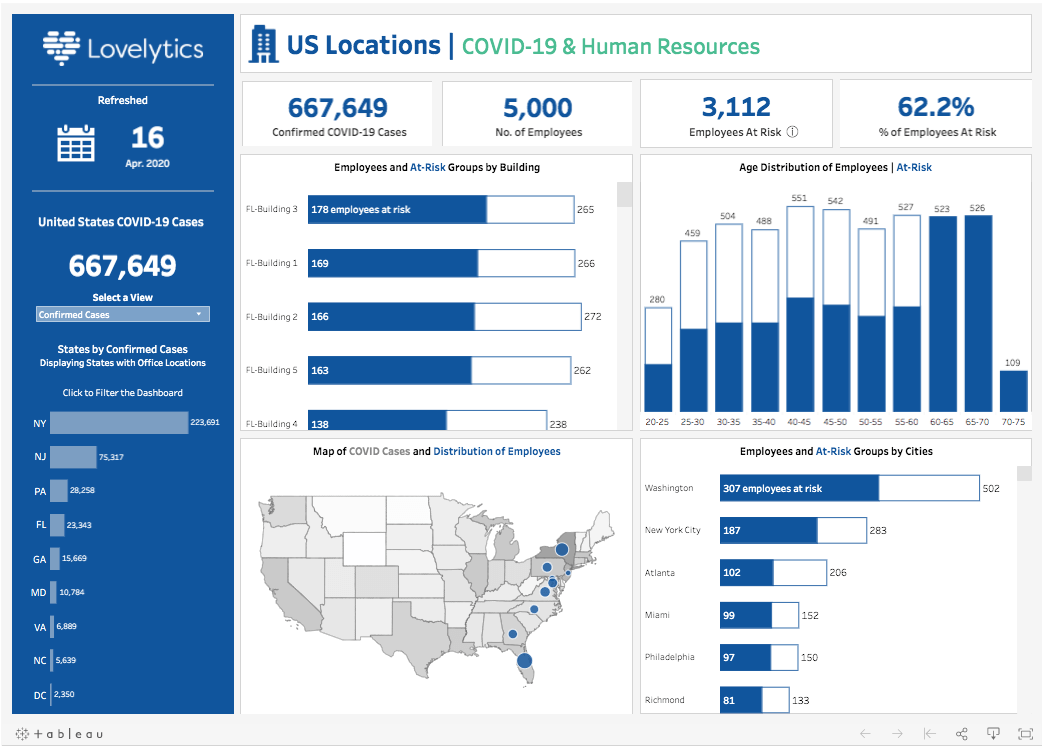 Lovelytics
Refreshed
16
Apr. 2020
United States COVID-19 Cases
667,649
Select a View
Confirmed Cases
States by Confirmed Cases
Displaying States with Office Locations
Click to Filter the Dashboard
NY 223,691
NJ 75,317
PA 28,258
FL 23,343
GA 15,669
MD 10,784
VA 6,889
NC 5,639
DC 2,350
US Locations | COVID-19 & Human Resources
667,649
Confirmed COVID-19 Cases
5,000
No. of Employees
3,112
Employees At Risk ⓘ
62.2%
% of Employees At Risk
Employees and At-Risk Groups by Building
FL-Building 3 178 employees at risk 265
FL-Building 1 169 266
FL-Building 2 166 272
FL-Building 5 163 262
FL-Building 4 138 238
Age Distribution of Employees | At-Risk
280 459 504 488 551 542 491 527 523 526 109
20-25 25-30 30-35 35-40 40-45 45-50 50-55 55-60 60-65 65-70 70-75
Map of COVID Cases and Distribution of Employees
Employees and At-Risk Groups by Cities
Washington 307 employees at risk 502
New York City 187 283
Atlanta 102 206
Miami 99 152
Philadelphia 97 150
Richmond 81 133
+ a b l e a u